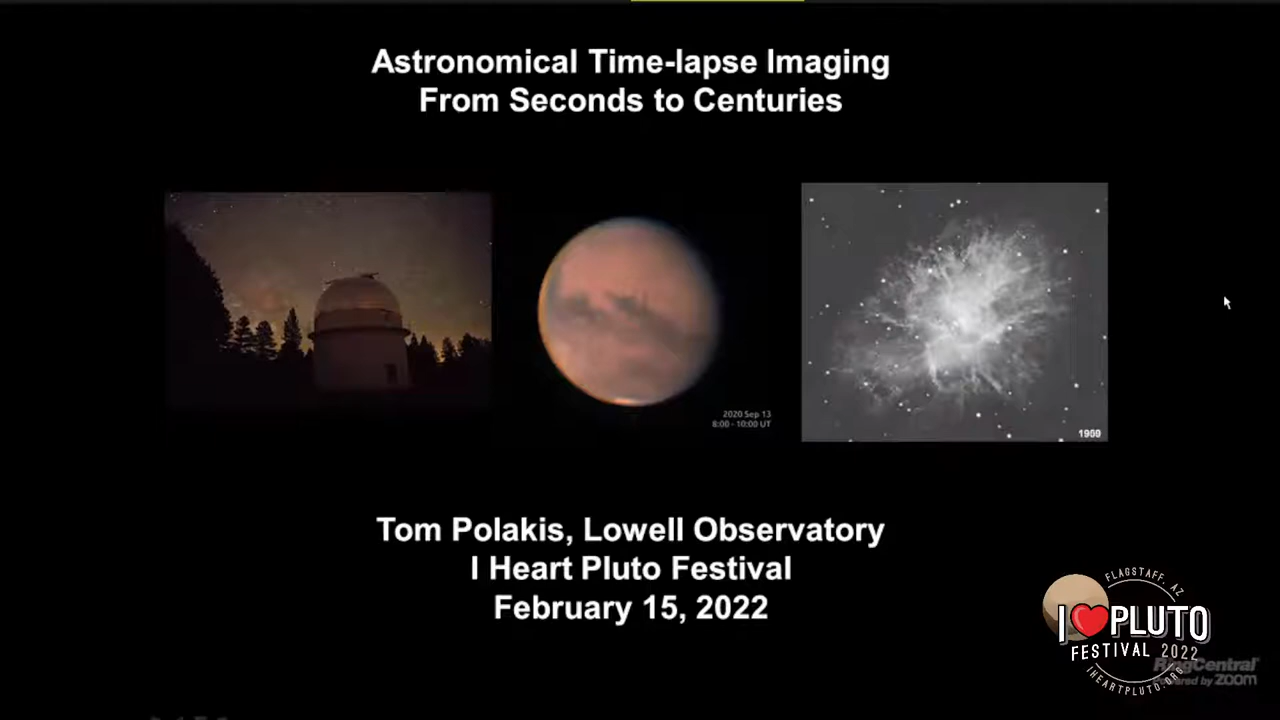 Astronomical Time-lapse Imaging
From Seconds to Centuries
2020 Sep 13
8:00 - 10:00 UT
Tom Polakis, Lowell Observatory
I Heart Pluto Festival
February 15, 2022
FLAGSTAFF, AZ
I ❤ PLUTO
FESTIVAL 2022
IHEARTPLUTO.ORG
RingCentral
Powered by zoom